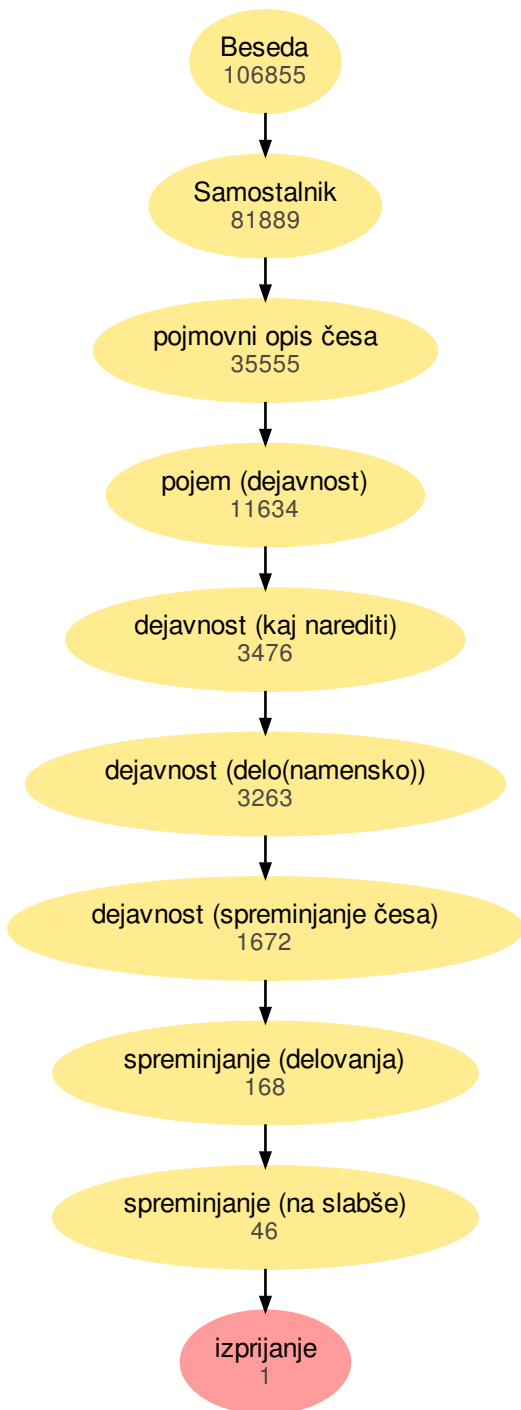 Beseda
106855
Samostalnik
81889
pojmovni opis česa
35555
pojem (dejavnost)
11634
dejavnost (kaj narediti)
3476
dejavnost (delo(namensko))
3263
dejavnost (spreminjanje česa)
1672
spreminjanje (delovanja)
168
spreminjanje (na slabše)
46
izprijanje
1